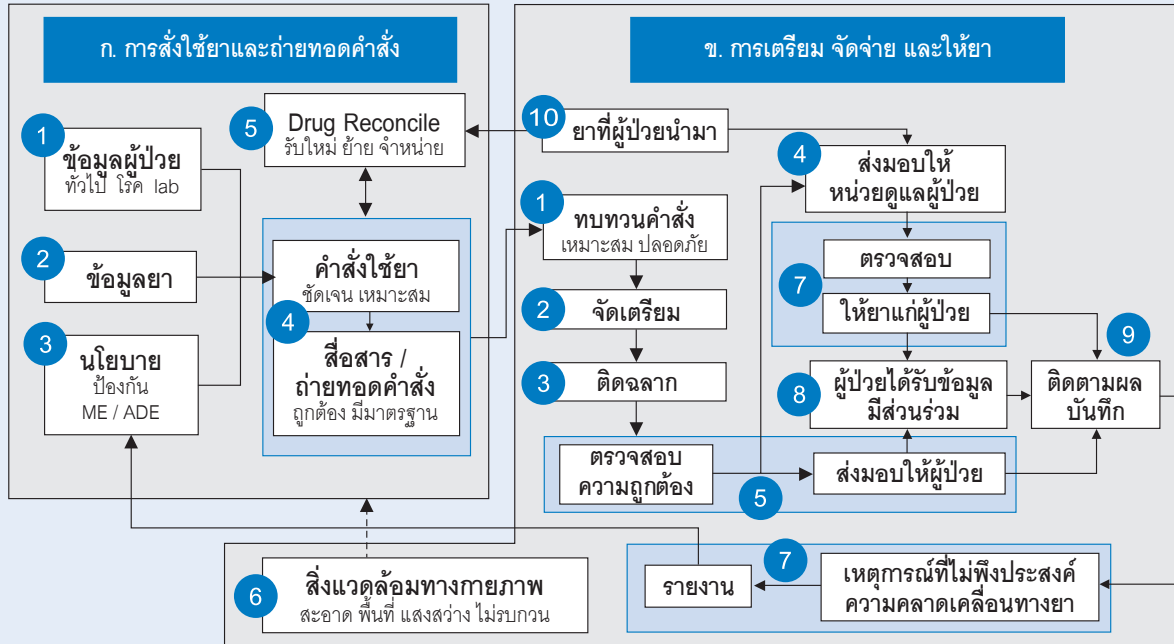 ก. การสั่งใช้ยาและถ่ายทอดคำสั่ง
1
ข้อมูลผู้ป่วย
ทั่วไป โรค lab
2
ข้อมูลยา
3
นโยบาย
ป้องกัน
ME / ADE
5
Drug Reconcile
รับใหม่ ย้าย จำหน่าย
คำสั่งใช้ยา
ชัดเจน เหมาะสม
4
สื่อสาร /
ถ่ายทอดคำสั่ง
ถูกต้อง มีมาตรฐาน
6
สิ่งแวดล้อมทางกายภาพ
สะอาด พื้นที่ แสงสว่าง ไม่รบกวน
ข. การเตรียม จัดจ่าย และให้ยา
10
ยาที่ผู้ป่วยนำมา
1
ทบทวนคำสั่ง
เหมาะสม ปลอดภัย
2
จัดเตรียม
3
ติดฉลาก
ตรวจสอบ
ความถูกต้อง
5
ส่งมอบให้ผู้ป่วย
4
ส่งมอบให้
หน่วยดูแลผู้ป่วย
ตรวจสอบ
7
ให้ยาแก่ผู้ป่วย
8
ผู้ป่วยได้รับข้อมูล
มีส่วนร่วม
9
ติดตามผล
บันทึก
7
เหตุการณ์ที่ไม่พึงประสงค์
ความคลาดเคลื่อนทางยา
รายงาน